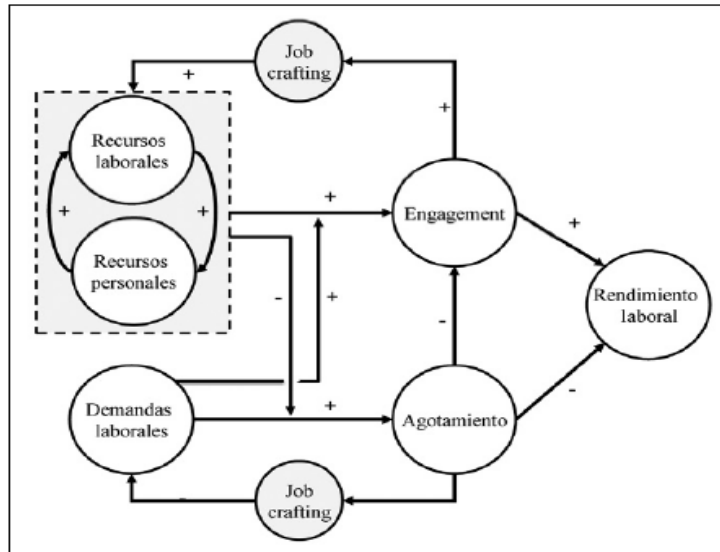 Job
crafting
+
+
Recursos
laborales
+
+
+
Engagement
+
Recursos
personales
-
+
Rendimiento
laboral
-
Demandas
laborales
+
Agotamiento
-
-
Job
crafting